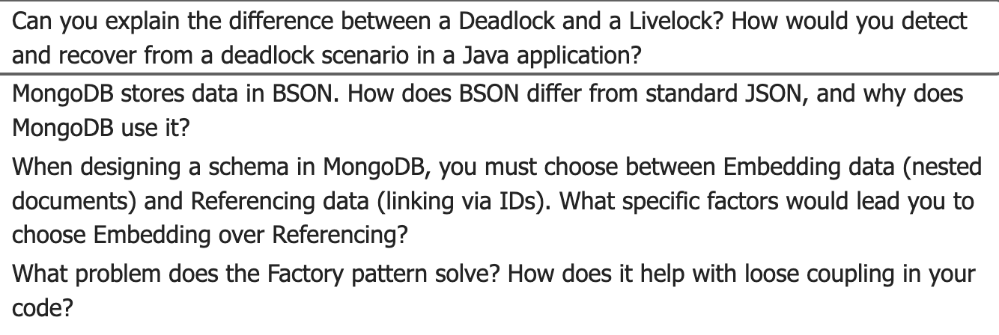 Can you explain the difference between a Deadlock and a Livelock? How would you detect
and recover from a deadlock scenario in a Java application?
MongoDB stores data in BSON. How does BSON differ from standard JSON, and why does
MongoDB use it?
When designing a schema in MongoDB, you must choose between Embedding data (nested
documents) and Referencing data (linking via IDs). What specific factors would lead you to
choose Embedding over Referencing?
What problem does the Factory pattern solve? How does it help with loose coupling in your
code?